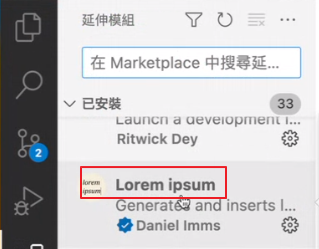 延伸模組
在 Marketplace 中搜尋延...
已安裝
33
Launch a development l...
Ritwick Dey
2
lorem
ipsum
Lorem ipsum
Generates and inserts l...
Daniel Imms